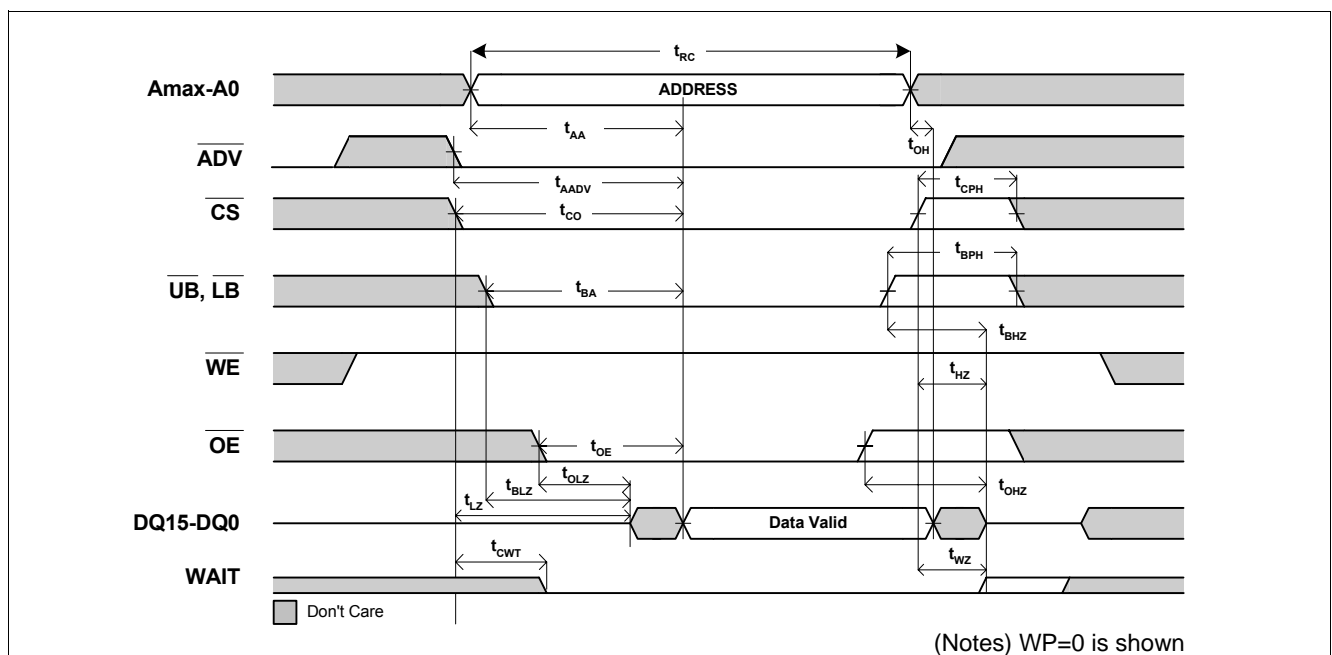 tRC
Amax-A0
ADDRESS
tAA
tOH
ADV
tAADV
tCPH
CS
tCO
tBPH
UB, LB
tBA
tBHZ
WE
tHZ
OE
tOE
tOLZ
tBLZ
tOHZ
tLZ
DQ15-DQ0
Data Valid
tCWT
tWZ
WAIT
Don't Care
(Notes) WP=0 is shown